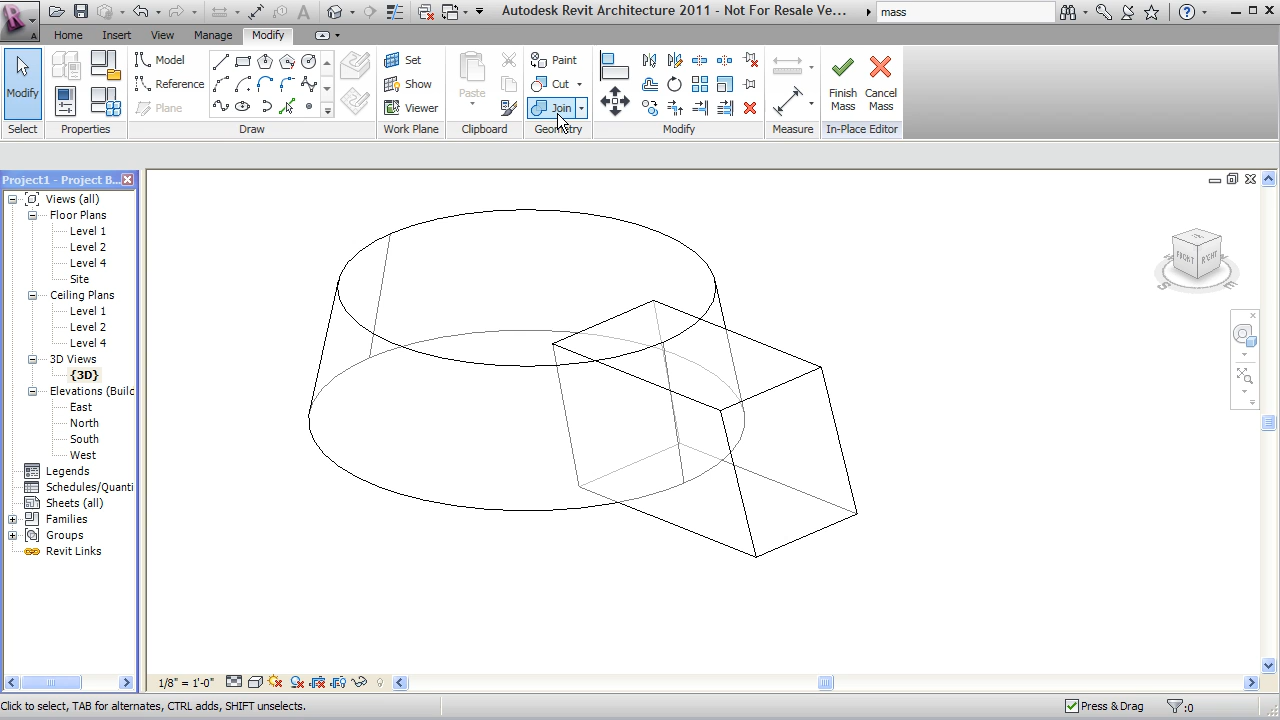 Autodesk Revit Architecture 2011 - Not For Resale Ve...
mass
A
Home Insert View Manage Modify
Modify
Model
Reference
Plane
Set
Show
Viewer
Paste
Paint
Cut
Join
Finish Mass
Cancel Mass
Select Properties Draw Work Plane Clipboard Geometry Modify Measure In-Place Editor
Project1 - Project B...
Views (all)
Floor Plans
Level 1
Level 2
Level 4
Site
Ceiling Plans
Level 1
Level 2
Level 4
3D Views
{3D}
Elevations (Builc
East
North
South
West
Legends
Schedules/Quanti
Sheets (all)
Families
Groups
Revit Links
FRONT RIGHT
S E
1/8" = 1'-0"
Click to select, TAB for alternates, CTRL adds, SHIFT unselects.
Press & Drag
:0